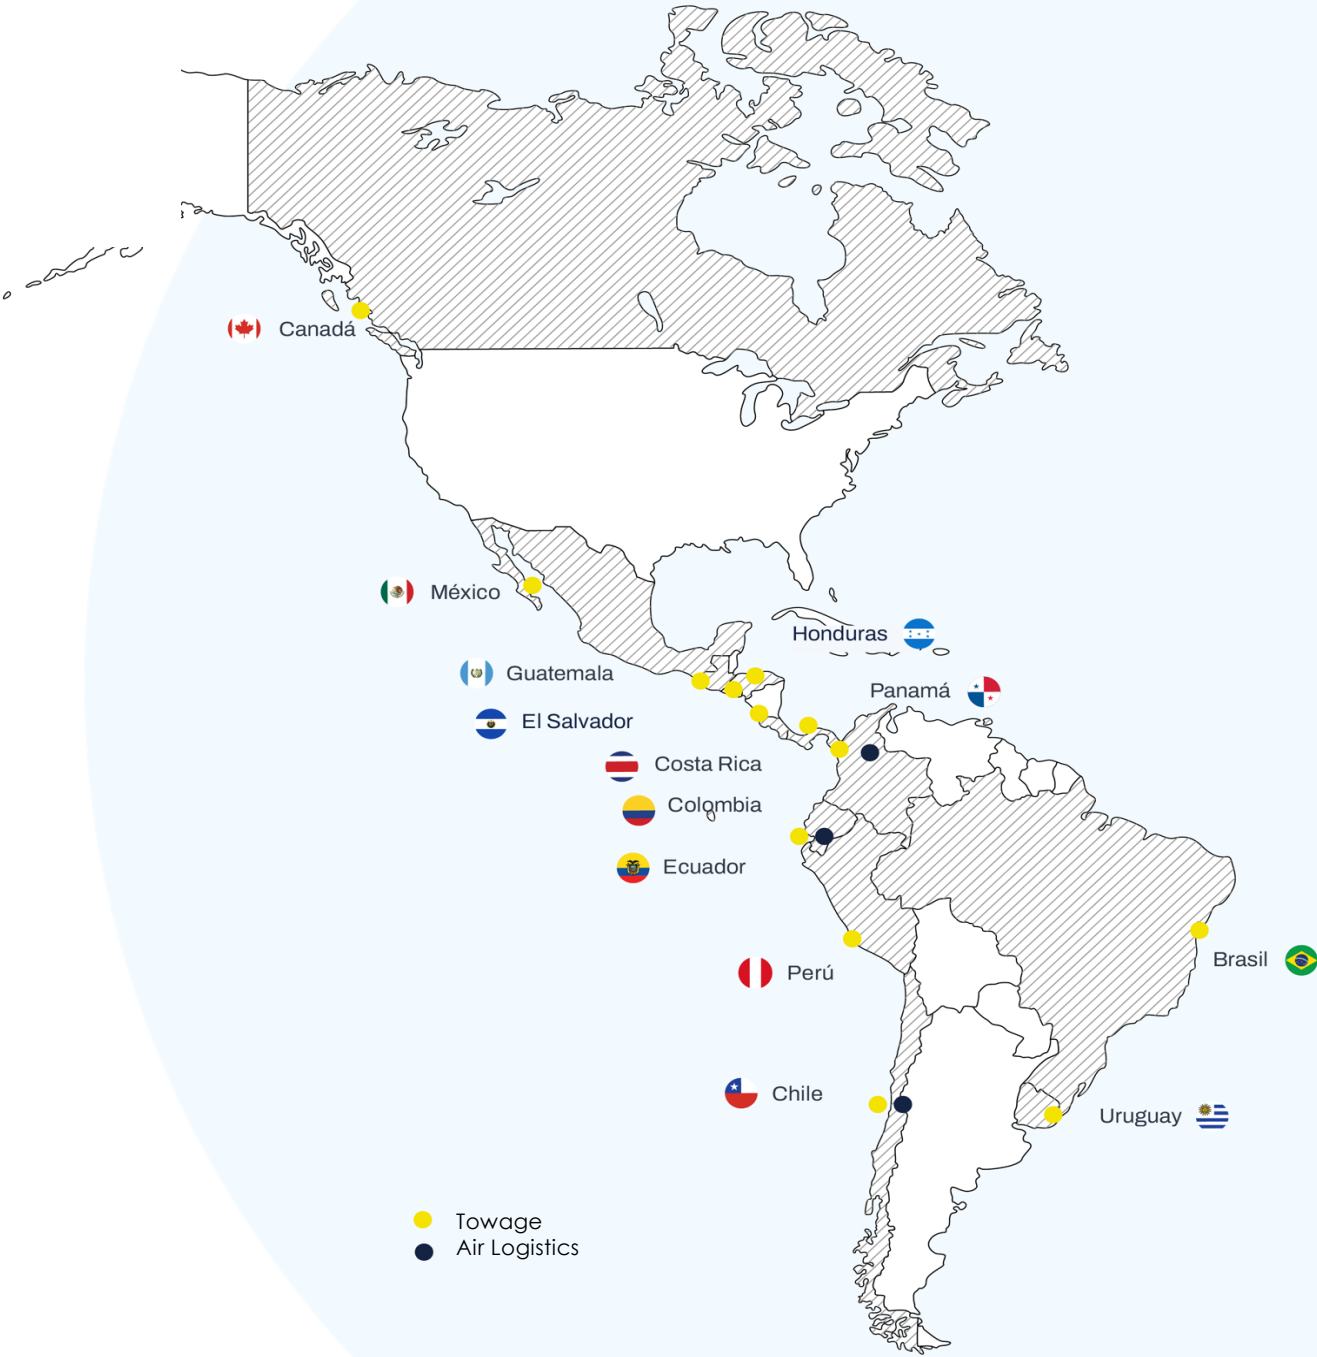 Canadá
México
Honduras
Guatemala
Panamá
El Salvador
Costa Rica
Colombia
Ecuador
Brasil
Perú
Chile
Uruguay
Towage
Air Logistics